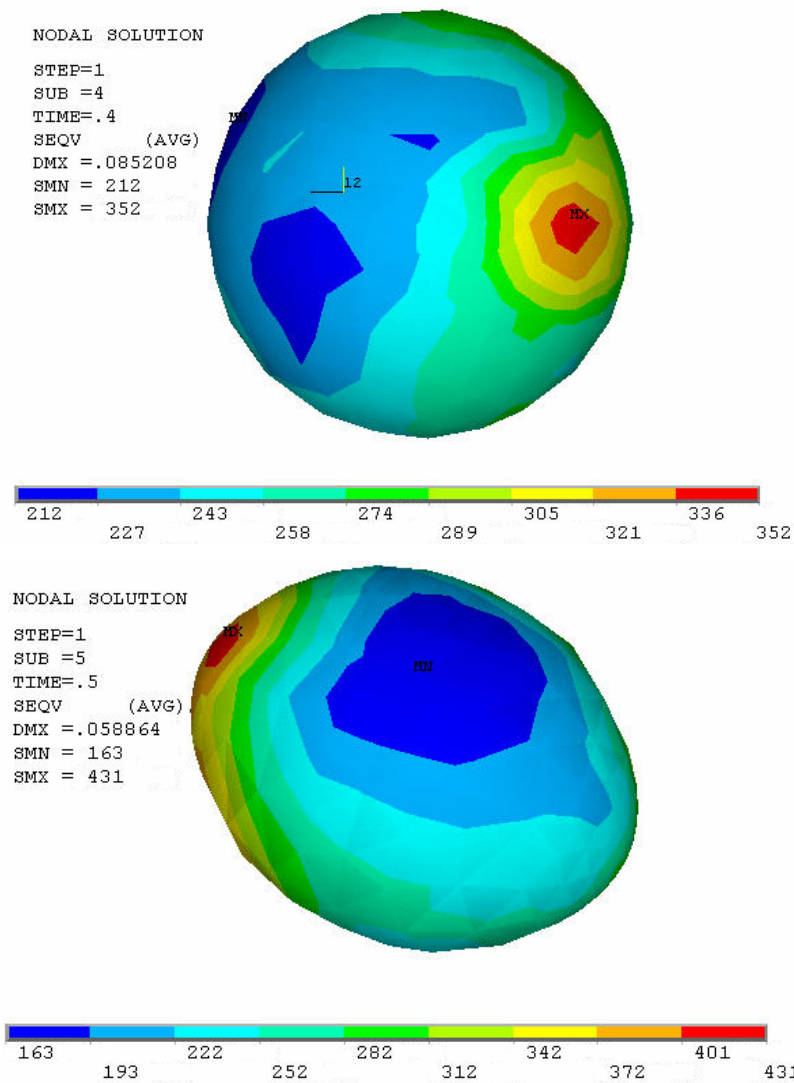 NODAL SOLUTION
STEP=1
SUB =4
TIME=.4
SEQV (AVG)
DMX =.085208
SMN = 212
SMX = 352
MN
12
MX
212 243 274 305 336
227 258 289 321 352
NODAL SOLUTION
STEP=1
SUB =5
TIME=.5
SEQV (AVG)
DMX =.058864
SMN = 163
SMX = 431
MX
MN
163 222 282 342 401
193 252 312 372 431